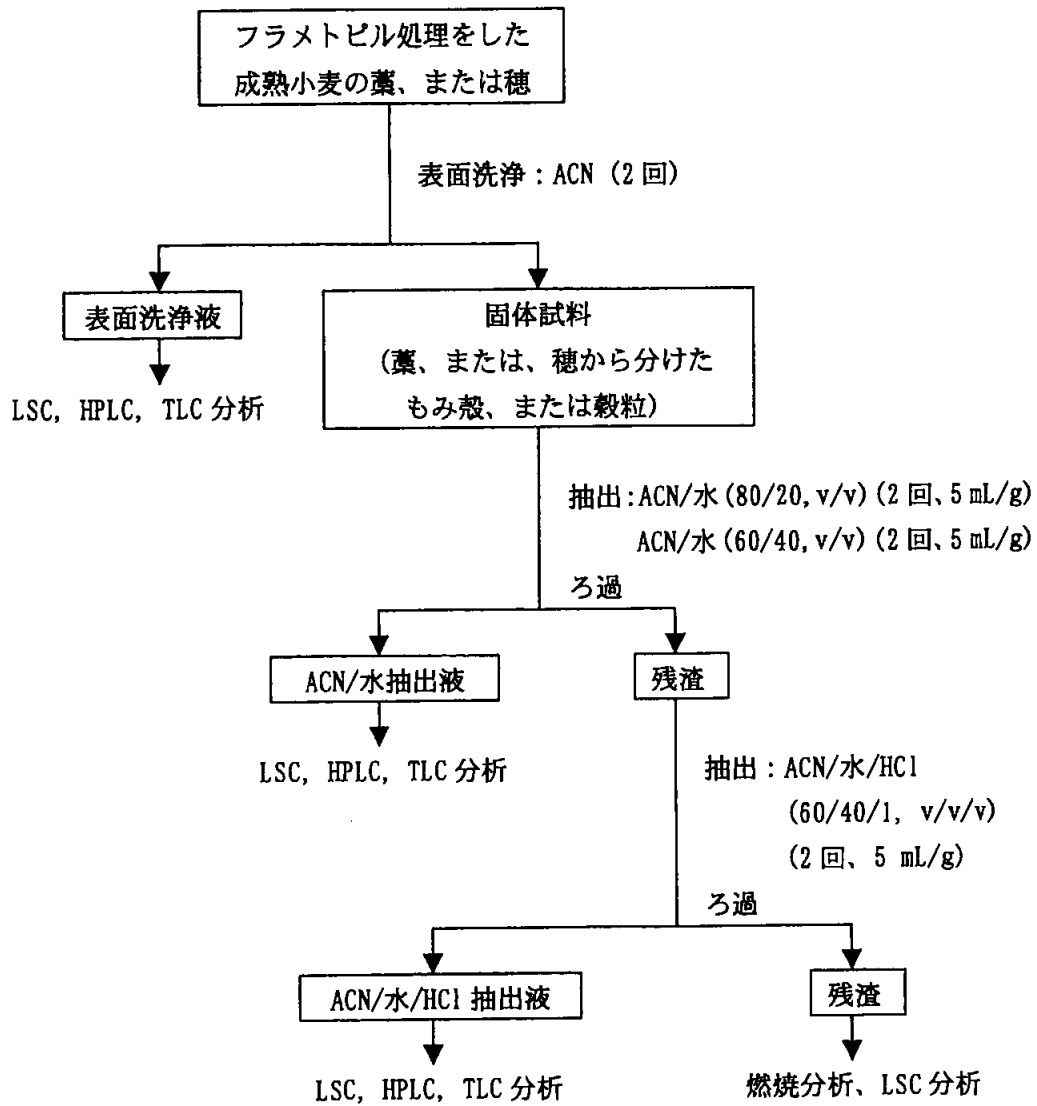 フラメトピル処理をした
成熟小麦の藁、または穂
表面洗浄:ACN (2回)
表面洗浄液
固体試料
(藁、または、穂から分けた
もみ殻、または穀粒)
LSC, HPLC, TLC 分析
抽出:ACN/水(80/20,v/v)(2回、5 mL/g)
ACN/水(60/40,v/v)(2回、5 mL/g)
ろ過
ACN/水抽出液
残渣
LSC, HPLC, TLC 分析
抽出:ACN/水/HCl
(60/40/1, v/v/v)
(2回、5 mL/g)
ろ過
ACN/水/HCl 抽出液
残渣
LSC, HPLC, TLC 分析
燃焼分析、LSC 分析